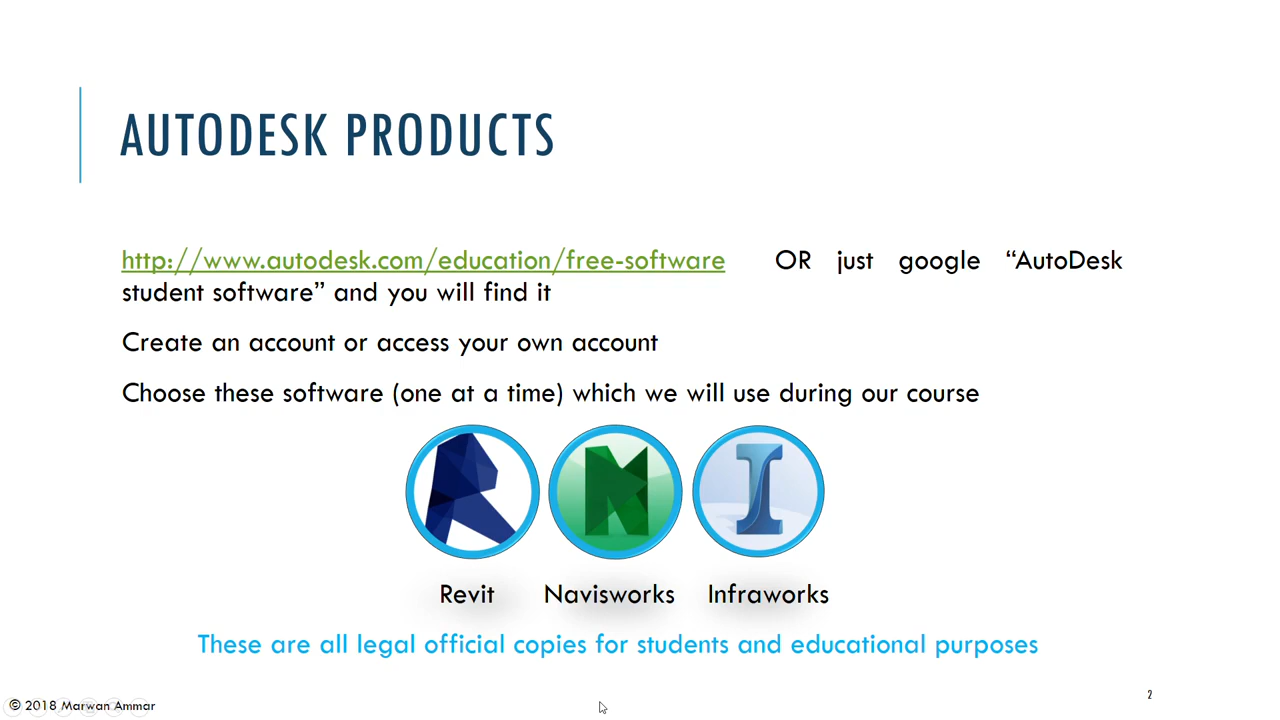 AUTODESK PRODUCTS
http://www.autodesk.com/education/free-software OR just google “AutoDesk
student software” and you will find it
Create an account or access your own account
Choose these software (one at a time) which we will use during our course
Revit Navisworks Infraworks
These are all legal official copies for students and educational purposes
© 2018 Marwan Ammar
2